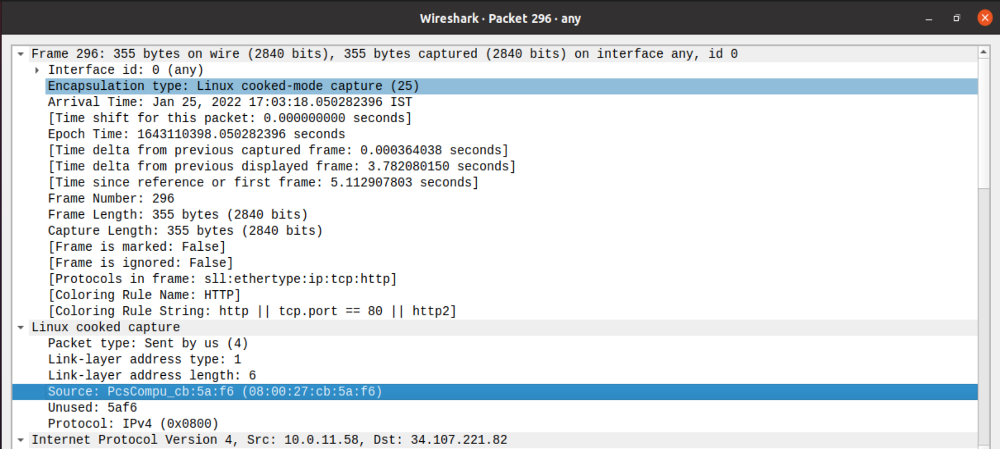 Wireshark · Packet 296 · any
Frame 296: 355 bytes on wire (2840 bits), 355 bytes captured (2840 bits) on interface any, id 0
Interface id: 0 (any)
Encapsulation type: Linux cooked-mode capture (25)
Arrival Time: Jan 25, 2022 17:03:18.050282396 IST
[Time shift for this packet: 0.000000000 seconds]
Epoch Time: 1643110398.050282396 seconds
[Time delta from previous captured frame: 0.000364038 seconds]
[Time delta from previous displayed frame: 3.782080150 seconds]
[Time since reference or first frame: 5.112907803 seconds]
Frame Number: 296
Frame Length: 355 bytes (2840 bits)
Capture Length: 355 bytes (2840 bits)
[Frame is marked: False]
[Frame is ignored: False]
[Protocols in frame: sll:ethertype:ip:tcp:http]
[Coloring Rule Name: HTTP]
[Coloring Rule String: http || tcp.port == 80 || http2]
Linux cooked capture
Packet type: Sent by us (4)
Link-layer address type: 1
Link-layer address length: 6
Source: PcsCompu_cb:5a:f6 (08:00:27:cb:5a:f6)
Unused: 5af6
Protocol: IPv4 (0x0800)
Internet Protocol Version 4, Src: 10.0.11.58, Dst: 34.107.221.82